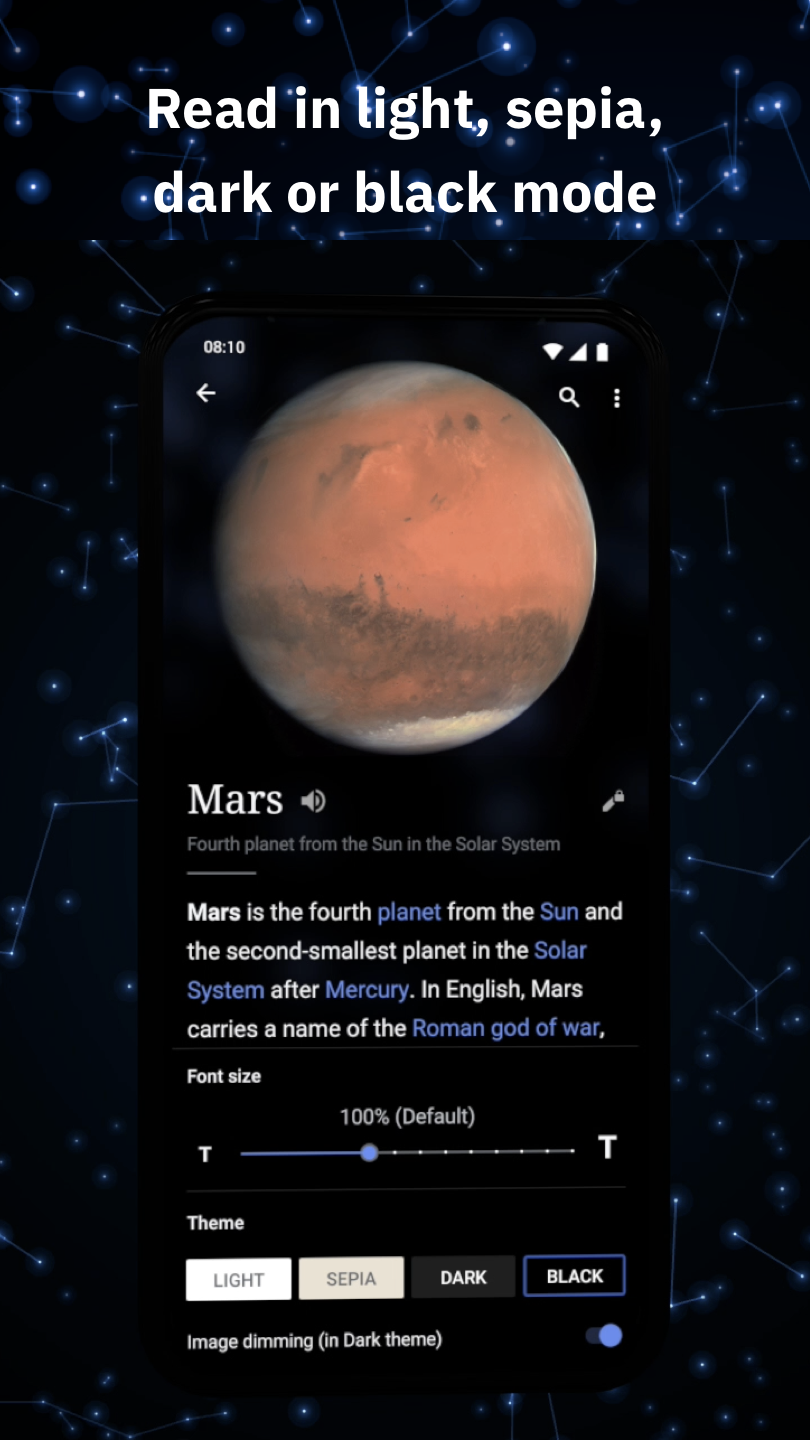 Read in light, sepia,
dark or black mode
08:10
Mars
Fourth planet from the Sun in the Solar System
Mars is the fourth planet from the Sun and
the second-smallest planet in the Solar
System after Mercury. In English, Mars
carries a name of the Roman god of war,
Font size
100% (Default)
T T
Theme
LIGHT SEPIA DARK BLACK
Image dimming (in Dark theme)